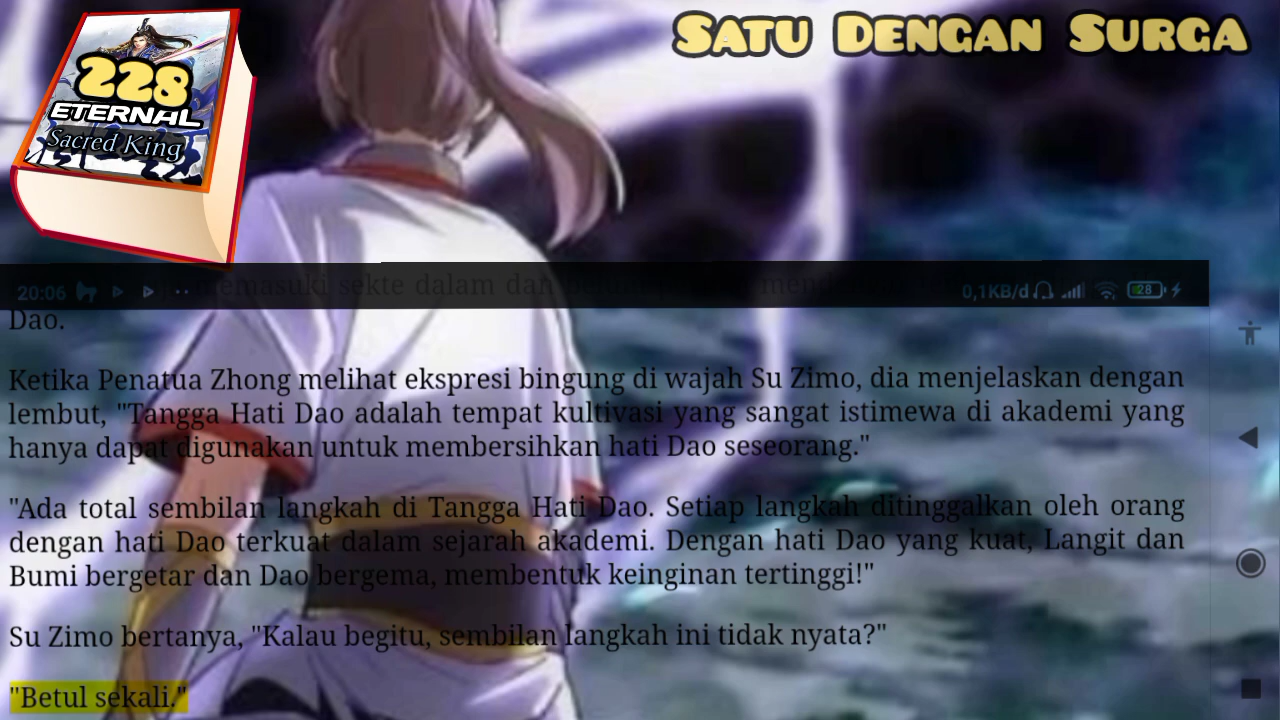 SATU DENGAN SURGA
228
ETERNAL
Sacred King
memasuki sekte dalam dan
20:06
0,1KB/d
28
Dao.
Ketika Penatua Zhong melihat ekspresi bingung di wajah Su Zimo, dia menjelaskan dengan
lembut, "Tangga Hati Dao adalah tempat kultivasi yang sangat istimewa di akademi yang
hanya dapat digunakan untuk membersihkan hati Dao seseorang."
"Ada total sembilan langkah di Tangga Hati Dao. Setiap langkah ditinggalkan oleh orang
dengan hati Dao terkuat dalam sejarah akademi. Dengan hati Dao yang kuat, Langit dan
Bumi bergetar dan Dao bergema, membentuk keinginan tertinggi!"
Su Zimo bertanya, "Kalau begitu, sembilan langkah ini tidak nyata?"
"Betul sekali."